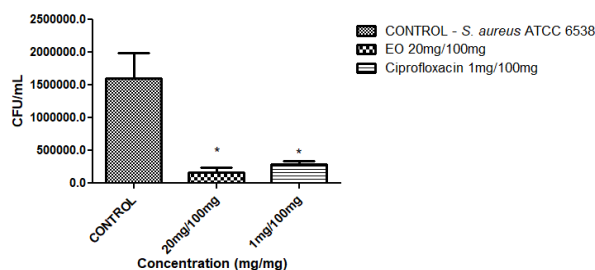 2500000.0
2000000.0
1500000.0
1000000.0
500000.0
0.0
CFU/mL
*
*
CONTROL
20mg/100mg
1mg/100mg
Concentration (mg/mg)
CONTROL - S. aureus ATCC 6538
EO 20mg/100mg
Ciprofloxacin 1mg/100mg